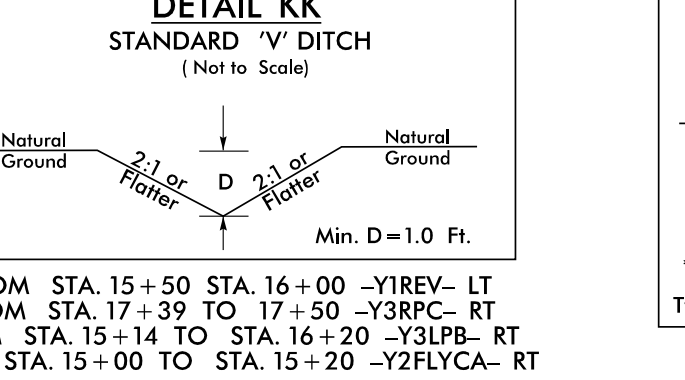 DETAIL KK
STANDARD 'V' DITCH
( Not to Scale)
Natural
Ground
2:1 or
Flatter
D
2:1 or
Flatter
Natural
Ground
Min. D=1.0 Ft.
STA. 15+50 STA. 16+00 -Y1REV- LT
STA. 17+39 TO 17+50 -Y3RPC- RT
STA. 15+14 TO STA. 16+20 -Y3LPB- RT
STA. 15+00 TO STA. 15+20 -Y2FLYCA- RT